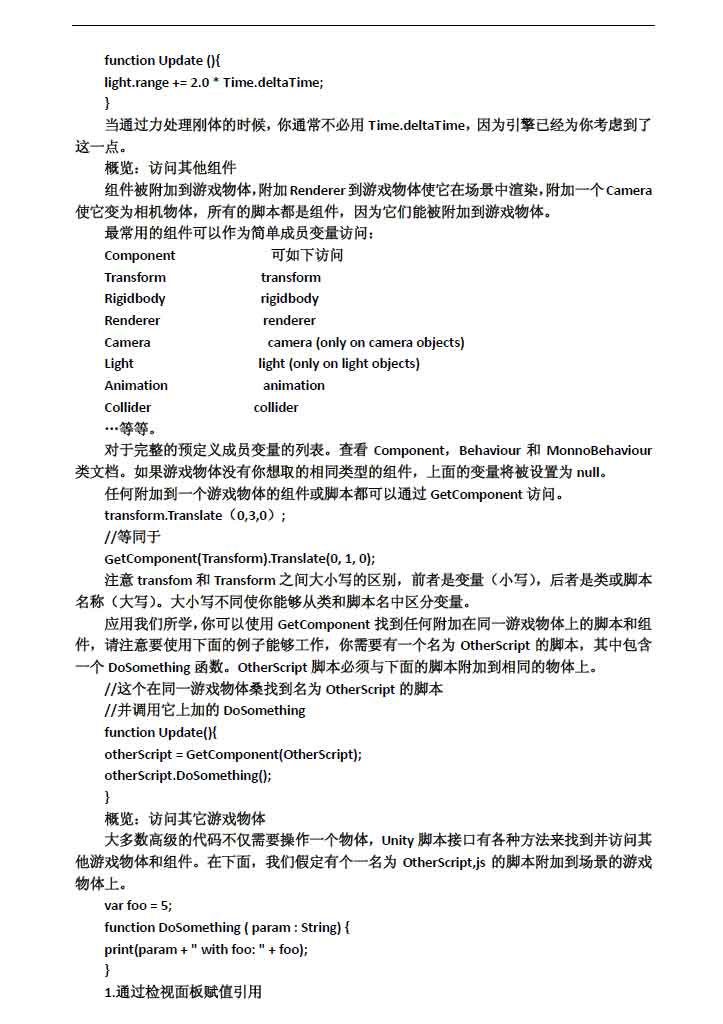 function Update (){
light.range += 2.0 * Time.deltaTime;
}
当通过力处理刚体的时候，你通常不必用 Time.deltaTime，因为引擎已经为你考虑到了
这一点。
概览：访问其他组件
组件被附加到游戏物体，附加 Renderer 到游戏物体使它在场景中渲染，附加一个 Camera
使它变为相机物体，所有的脚本都是组件，因为它们能被附加到游戏物体。
最常用的组件可以作为简单成员变量访问：
Component 可如下访问
Transform transform
Rigidbody rigidbody
Renderer renderer
Camera camera (only on camera objects)
Light light (only on light objects)
Animation animation
Collider collider
…等等。
对于完整的预定义成员变量的列表。查看 Component，Behaviour 和 MonnoBehaviour
类文档。如果游戏物体没有你想取的相同类型的组件，上面的变量将被设置为 null。
任何附加到一个游戏物体的组件或脚本都可以通过 GetComponent 访问。
transform.Translate（0,3,0）;
//等同于
GetComponent(Transform).Translate(0, 1, 0);
注意 transfom 和 Transform 之间大小写的区别，前者是变量（小写），后者是类或脚本
名称（大写）。大小写不同使你能够从类和脚本名中区分变量。
应用我们所学，你可以使用 GetComponent 找到任何附加在同一游戏物体上的脚本和组
件，请注意要使用下面的例子能够工作，你需要有一个名为 OtherScript 的脚本，其中包含
一个 DoSomething 函数。OtherScript 脚本必须与下面的脚本附加到相同的物体上。
//这个在同一游戏物体桑找到名为 OtherScript 的脚本
//并调用它上加的 DoSomething
function Update(){
otherScript = GetComponent(OtherScript);
otherScript.DoSomething();
}
概览：访问其它游戏物体
大多数高级的代码不仅需要操作一个物体，Unity 脚本接口有各种方法来找到并访问其
他游戏物体和组件。在下面，我们假定有个一名为 OtherScript,js 的脚本附加到场景的游戏
物体上。
var foo = 5;
function DoSomething ( param : String) {
print(param + " with foo: " + foo);
}
1.通过检视面板赋值引用